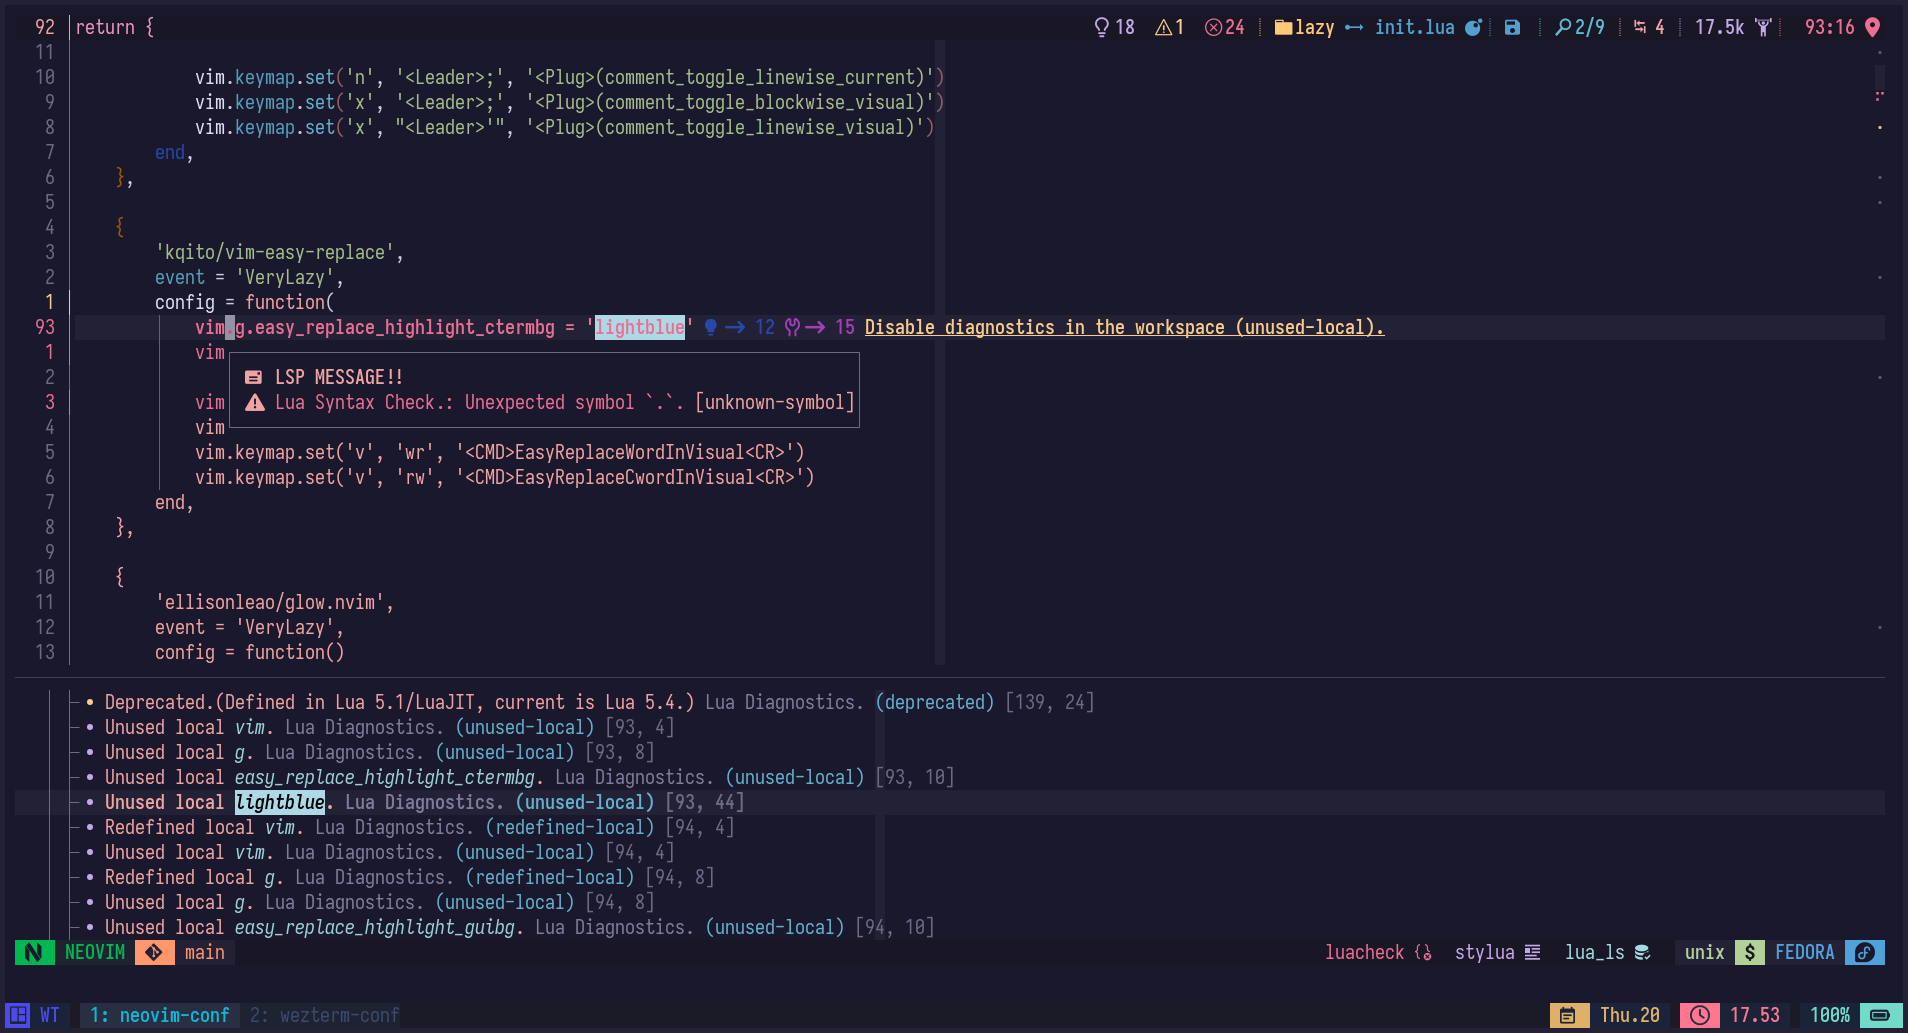 92 return { 18 1 24 lazy init.lua 2/9 4 17.5k 93:16
11
10 vim.keymap.set('n', '<Leader>;', '<Plug>(comment_toggle_linewise_current)')
9 vim.keymap.set('x', '<Leader>;', '<Plug>(comment_toggle_blockwise_visual)')
8 vim.keymap.set('x', "<Leader>'", '<Plug>(comment_toggle_linewise_visual)')
7 end,
6 },
5
4 {
3 'kqito/vim-easy-replace',
2 event = 'VeryLazy',
1 config = function(
93 vim.g.easy_replace_highlight_ctermbg = 'lightblue' 12 15 Disable diagnostics in the workspace (unused-local).
1 vim
2 LSP MESSAGE!!
3 vim Lua Syntax Check.: Unexpected symbol `.`. [unknown-symbol]
4 vim
5 vim.keymap.set('v', 'wr', '<CMD>EasyReplaceWordInVisual<CR>')
6 vim.keymap.set('v', 'rw', '<CMD>EasyReplaceCwordInVisual<CR>')
7 end,
8 },
9
10 {
11 'ellisonleao/glow.nvim',
12 event = 'VeryLazy',
13 config = function()
Deprecated.(Defined in Lua 5.1/LuaJIT, current is Lua 5.4.) Lua Diagnostics. (deprecated) [139, 24]
Unused local vim. Lua Diagnostics. (unused-local) [93, 4]
Unused local g. Lua Diagnostics. (unused-local) [93, 8]
Unused local easy_replace_highlight_ctermbg. Lua Diagnostics. (unused-local) [93, 10]
Unused local lightblue. Lua Diagnostics. (unused-local) [93, 44]
Redefined local vim. Lua Diagnostics. (redefined-local) [94, 4]
Unused local vim. Lua Diagnostics. (unused-local) [94, 4]
Redefined local g. Lua Diagnostics. (redefined-local) [94, 8]
Unused local g. Lua Diagnostics. (unused-local) [94, 8]
Unused local easy_replace_highlight_guibg. Lua Diagnostics. (unused-local) [94, 10]
NEOVIM main luacheck stylua lua_ls unix $ FEDORA
WT 1: neovim-conf 2: wezterm-conf Thu.20 17.53 100%